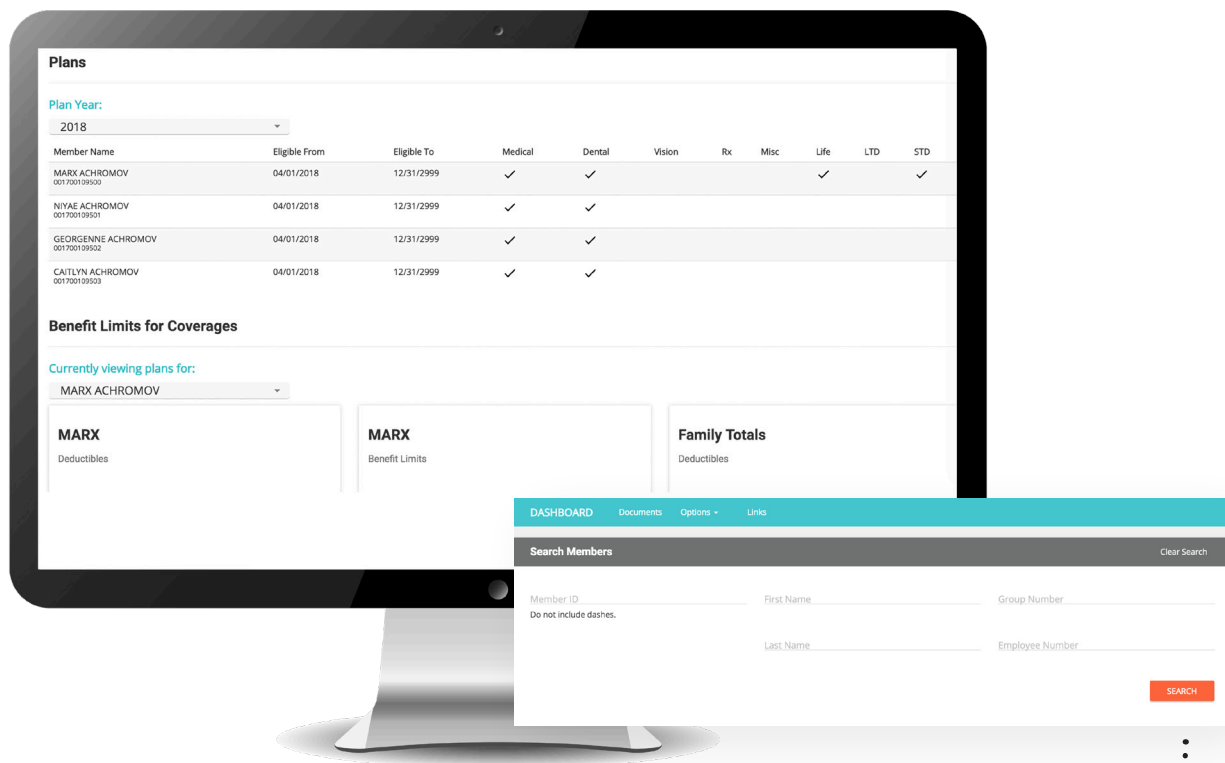 Plans
Plan Year:
2018
Member Name Eligible From Eligible To Medical Dental Vision Rx Misc Life LTD STD
MARX ACHROMOV 04/01/2018 12/31/2999 ✓ ✓ ✓ ✓
001700109500
NIYAE ACHROMOV 04/01/2018 12/31/2999 ✓ ✓
001700109501
GEORGENNE ACHROMOV 04/01/2018 12/31/2999 ✓ ✓
001700109502
CAITLYN ACHROMOV 04/01/2018 12/31/2999 ✓ ✓
001700109503
Benefit Limits for Coverages
Currently viewing plans for:
MARX ACHROMOV
MARX MARX Family Totals
Deductibles Benefit Limits Deductibles
DASHBOARD Documents Options Links
Search Members Clear Search
Member ID First Name Group Number
Do not include dashes.
Last Name Employee Number
SEARCH